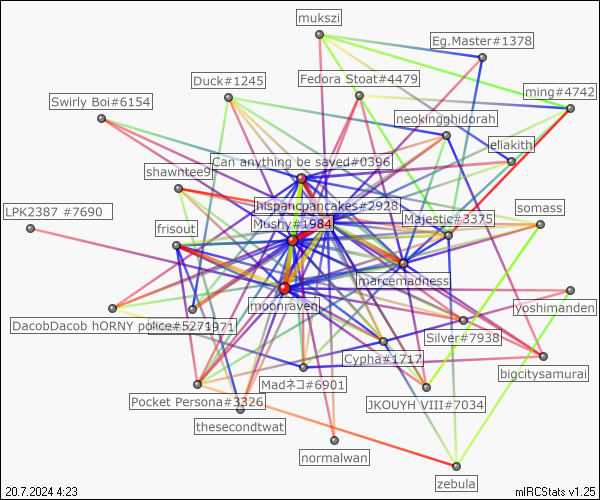 mukszi
Eg.Master#1378
Duck#1245
Fedora Stoat#4479
ming#4742
Swirly Boi#6154
neokingghidorah
eliakith
Can anything be saved#0396
shawntee9
hispancpancakes#2928
LPK2387 #7690
somass
Majestic#3375
Mushy#1984
frisout
marcemadness
moonraven
yoshimanden
DacobDacob hORNY police#5271
1971
Silver#7938
Cypha#1717
bigcitysamurai
Madネコ#6901
Pocket Persona#3326
JKOUYH VIII#7034
thesecondtwat
normalwan
zebula
20.7.2024 4:23
mIRCStats v1.25